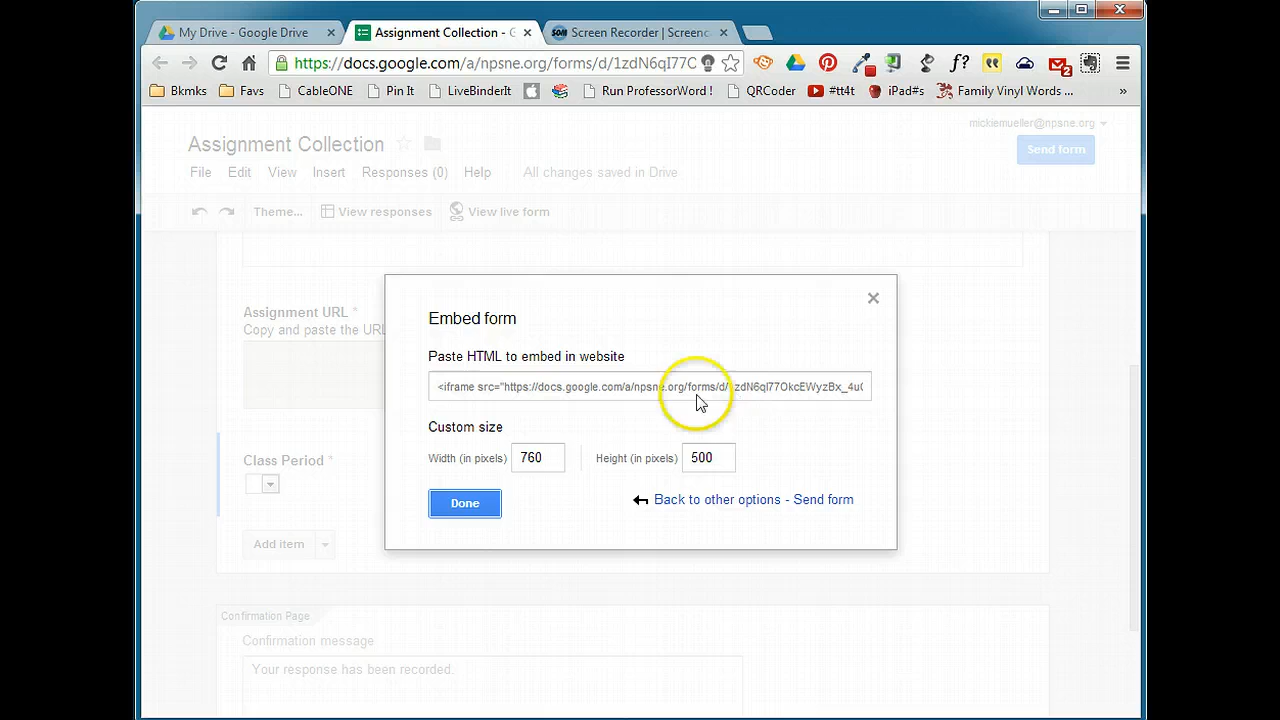 My Drive - Google Drive
Assignment Collection - G
Screen Recorder | Screenc
https://docs.google.com/a/npsne.org/forms/d/1zdN6qI77C
f?
2
Bkmks
Favs
CableONE
Pin It
LiveBinderIt
Run ProfessorWord !
QRCoder
#tt4t
iPad#s
Family Vinyl Words ...
»
mickiemueller@npsne.org
Assignment Collection
Send form
File Edit View Insert Responses (0) Help All changes saved in Drive
Theme... View responses View live form
Assignment URL *
Copy and paste the URL
Embed form
Paste HTML to embed in website
<iframe src="https://docs.google.com/a/npsne.org/forms/d/1zdN6qI77OkcEWyzBx_4u
Custom size
Width (in pixels) 760 Height (in pixels) 500
Done
Back to other options - Send form
Class Period *
Add item
Confirmation Page
Confirmation message
Your response has been recorded.